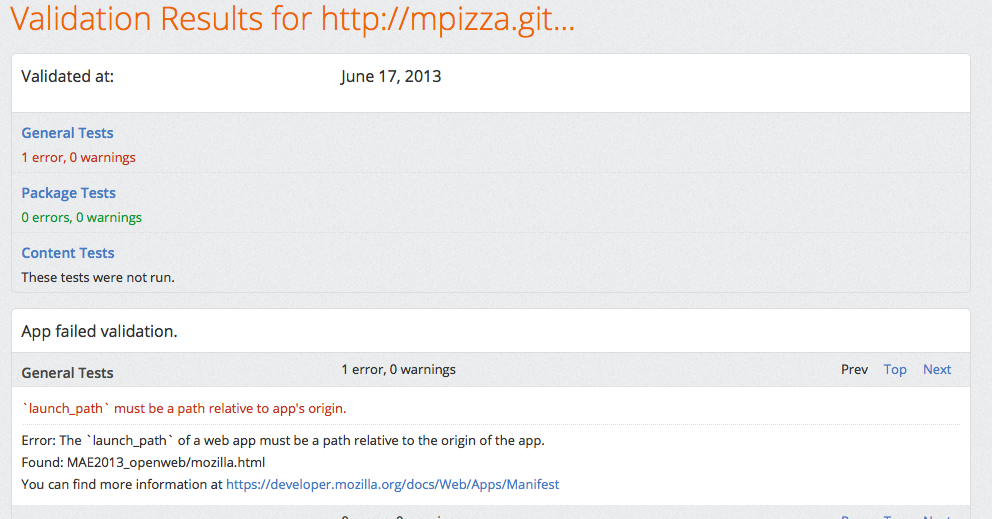 Validation Results for http://mpizza.git...
Validated at: June 17, 2013
General Tests
1 error, 0 warnings
Package Tests
0 errors, 0 warnings
Content Tests
These tests were not run.
App failed validation.
General Tests 1 error, 0 warnings Prev Top Next
`launch_path` must be a path relative to app's origin.
Error: The `launch_path` of a web app must be a path relative to the origin of the app.
Found: MAE2013_openweb/mozilla.html
You can find more information at https://developer.mozilla.org/docs/Web/Apps/Manifest